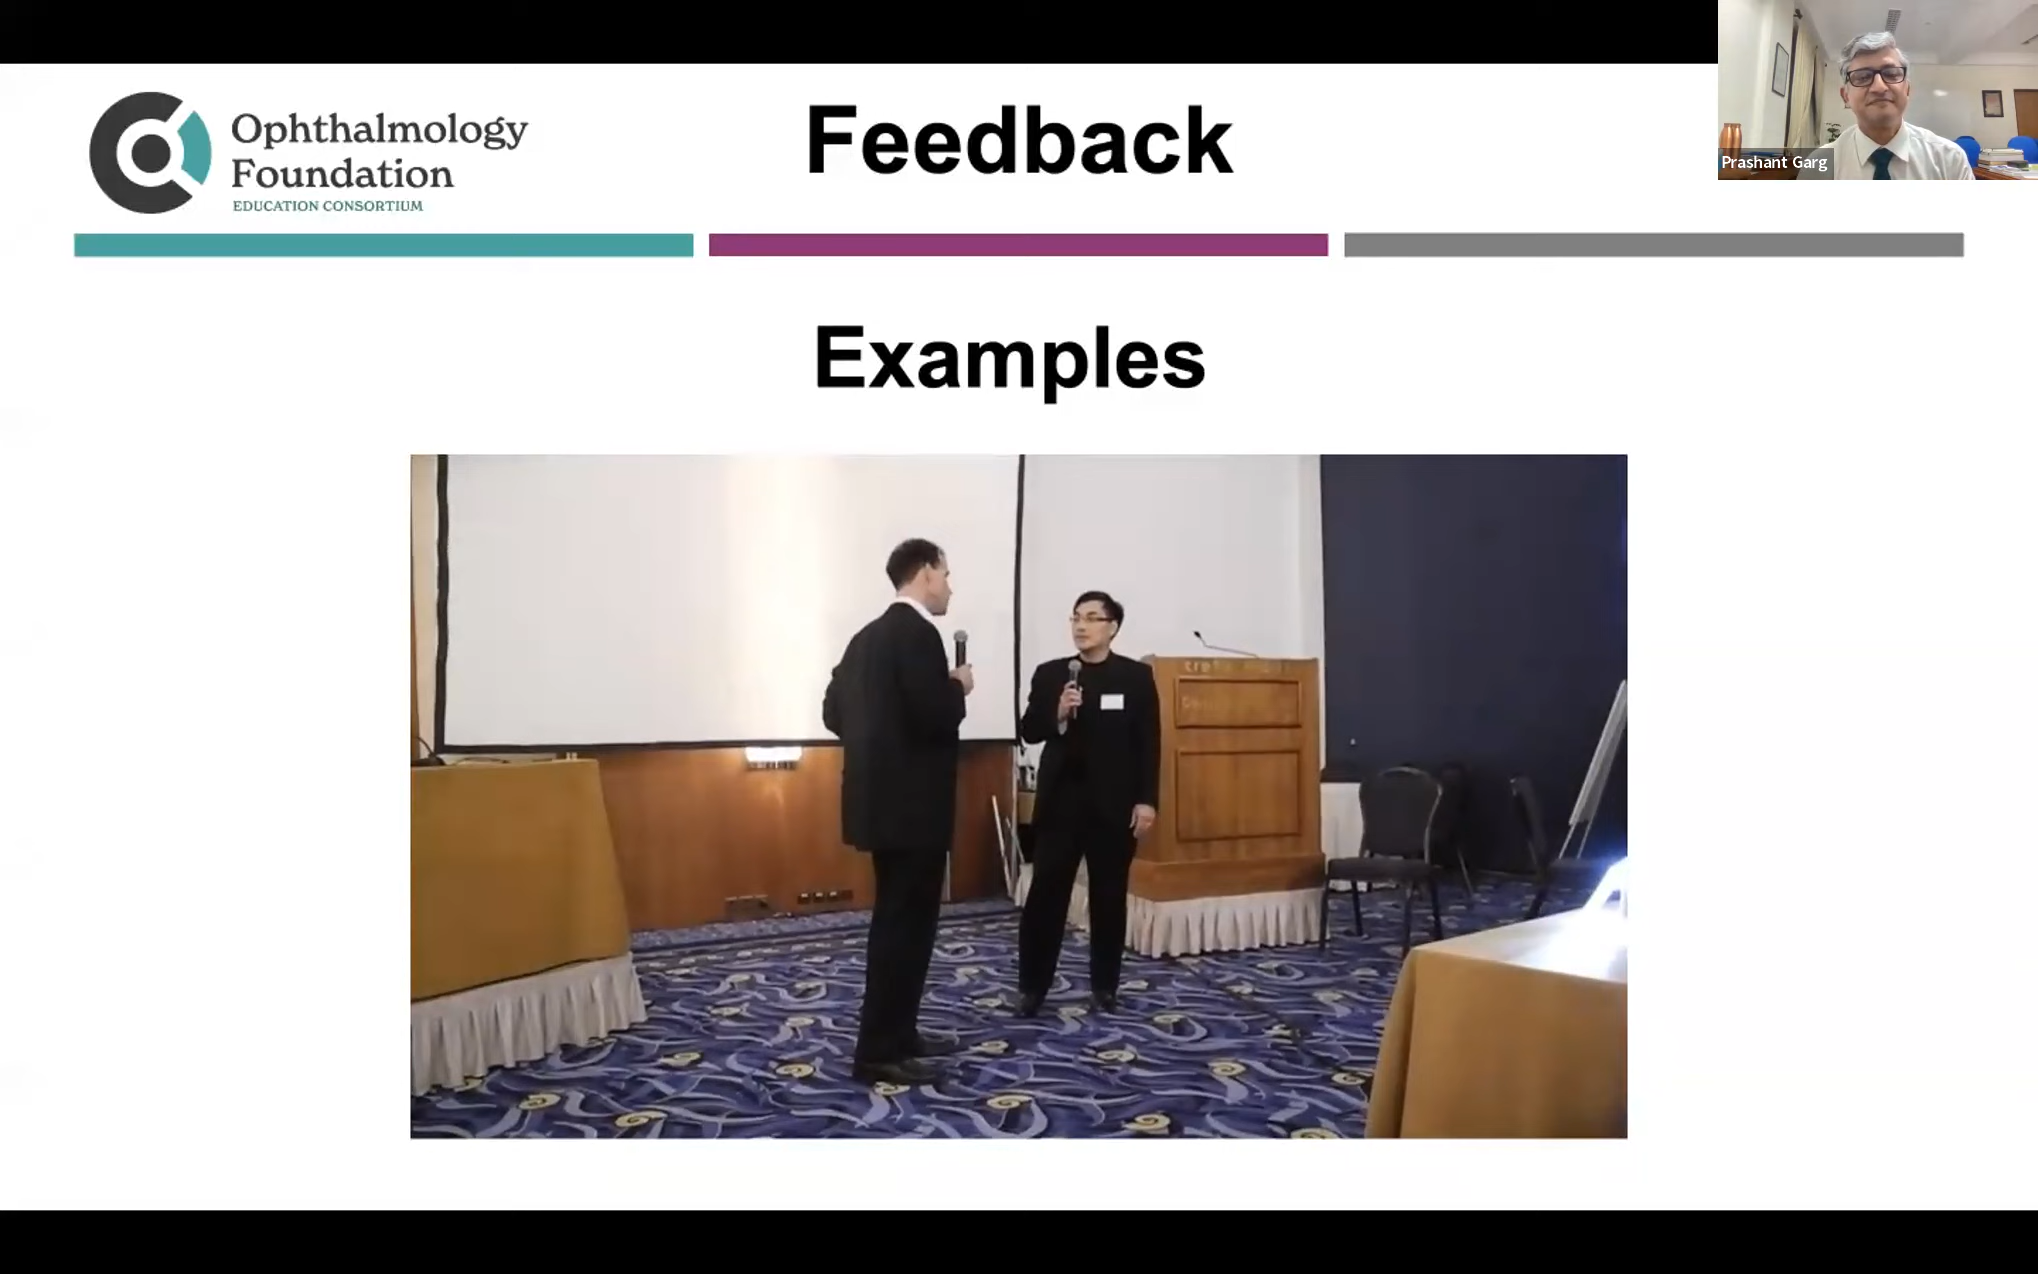 Ophthalmology
Foundation
EDUCATION CONSORTIUM
Feedback
Prashant Garg
Examples